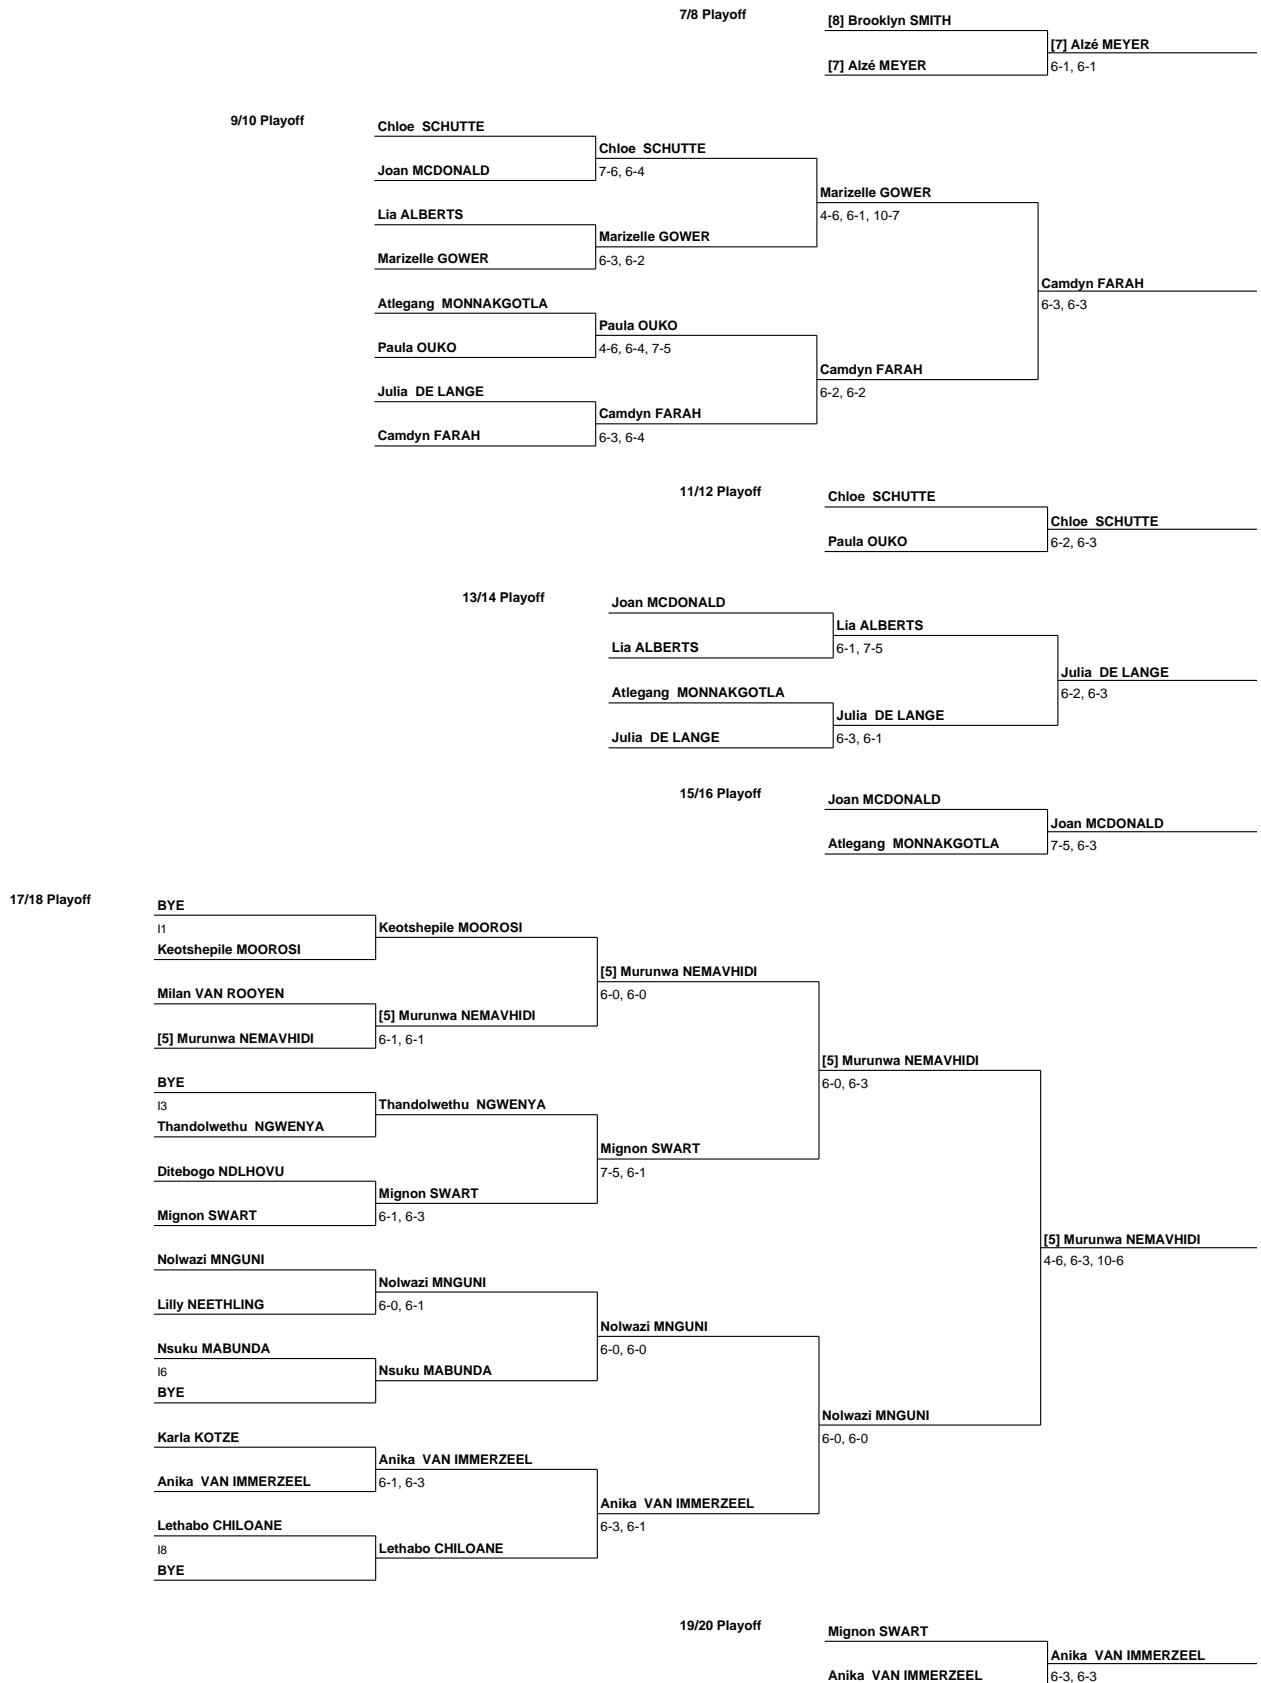 7/8 Playoff
[8] Brooklyn SMITH
[7] Alzé MEYER
[7] Alzé MEYER
6-1, 6-1
9/10 Playoff
Chloe SCHUTTE
Chloe SCHUTTE
Joan MCDONALD
7-6, 6-4
Marizelle GOWER
Lia ALBERTS
4-6, 6-1, 10-7
Marizelle GOWER
Marizelle GOWER
6-3, 6-2
Camdyn FARAH
Atlegang MONNAKGOTLA
6-3, 6-3
Paula OUKO
Paula OUKO
4-6, 6-4, 7-5
Camdyn FARAH
Julia DE LANGE
6-2, 6-2
Camdyn FARAH
Camdyn FARAH
6-3, 6-4
11/12 Playoff
Chloe SCHUTTE
Chloe SCHUTTE
Paula OUKO
6-2, 6-3
13/14 Playoff
Joan MCDONALD
Lia ALBERTS
Lia ALBERTS
6-1, 7-5
Julia DE LANGE
Atlegang MONNAKGOTLA
6-2, 6-3
Julia DE LANGE
Julia DE LANGE
6-3, 6-1
15/16 Playoff
Joan MCDONALD
Joan MCDONALD
Atlegang MONNAKGOTLA
7-5, 6-3
17/18 Playoff
BYE
I1
Keotshepile MOOROSI
Keotshepile MOOROSI
[5] Murunwa NEMAVHIDI
Milan VAN ROOYEN
6-0, 6-0
[5] Murunwa NEMAVHIDI
[5] Murunwa NEMAVHIDI
6-1, 6-1
[5] Murunwa NEMAVHIDI
BYE
6-0, 6-3
I3
Thandolwethu NGWENYA
Thandolwethu NGWENYA
Mignon SWART
Ditebogo NDLHOVU
7-5, 6-1
Mignon SWART
Mignon SWART
6-1, 6-3
[5] Murunwa NEMAVHIDI
Nolwazi MNGUNI
4-6, 6-3, 10-6
Nolwazi MNGUNI
Lilly NEETHLING
6-0, 6-1
Nolwazi MNGUNI
Nsuku MABUNDA
6-0, 6-0
I6
Nsuku MABUNDA
BYE
Nolwazi MNGUNI
Karla KOTZE
6-0, 6-0
Anika VAN IMMERZEEL
Anika VAN IMMERZEEL
6-1, 6-3
Anika VAN IMMERZEEL
Lethabo CHILOANE
6-3, 6-1
I8
Lethabo CHILOANE
BYE
19/20 Playoff
Mignon SWART
Anika VAN IMMERZEEL
Anika VAN IMMERZEEL
6-3, 6-3